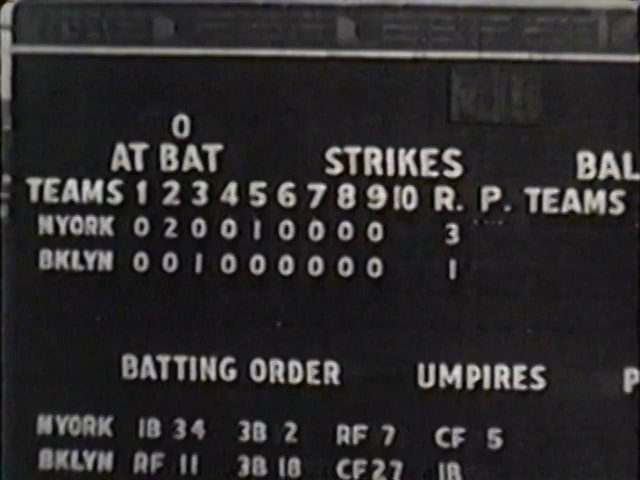 0
AT BAT STRIKES BAL
TEAMS 1 2 3 4 5 6 7 8 9 10 R. P. TEAMS
NYORK 0 2 0 0 1 0 0 0 0 3
BKLYN 0 0 1 0 0 0 0 0 0 1
BATTING ORDER UMPIRES P
NYORK 1B 34 3B 2 RF 7 CF 5
BKLYN RF 11 3B 18 CF 27 1B